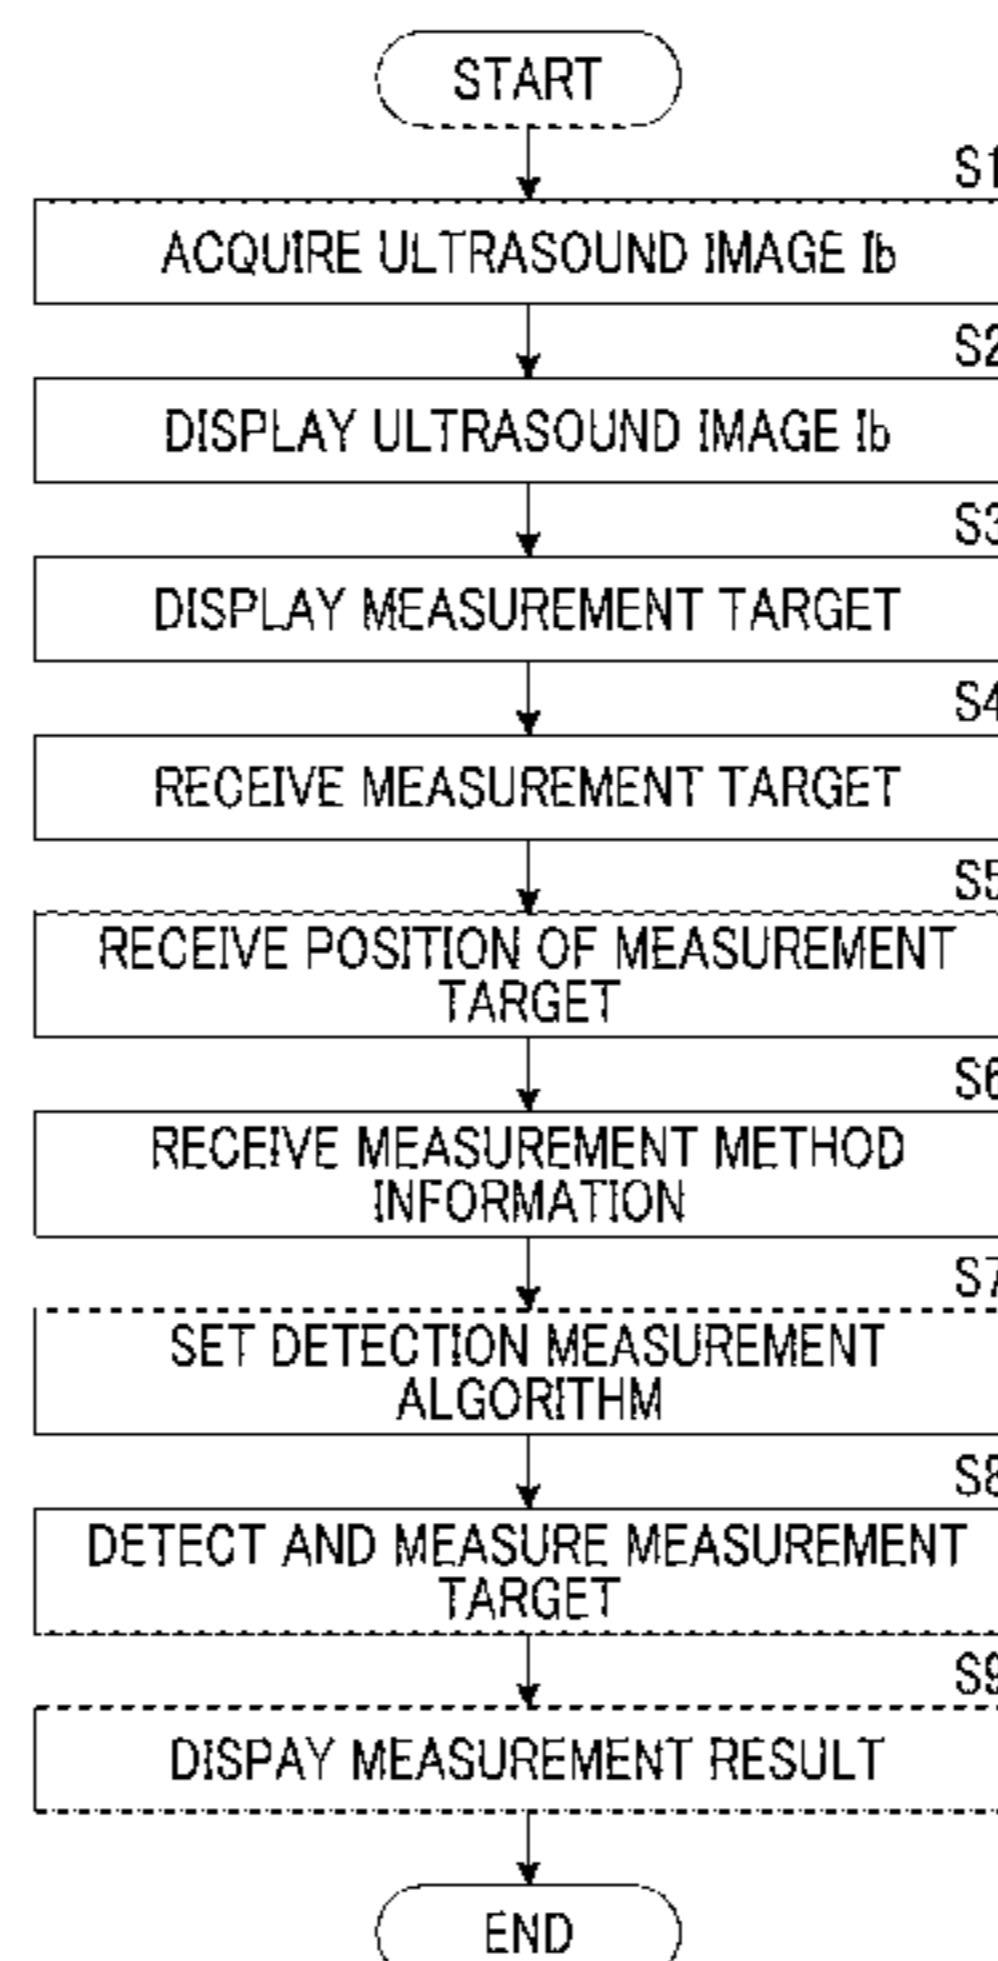 START
S1
ACQUIRE ULTRASOUND IMAGE Ib
S2
DISPLAY ULTRASOUND IMAGE Ib
S3
DISPLAY MEASUREMENT TARGET
S4
RECEIVE MEASUREMENT TARGET
S5
RECEIVE POSITION OF MEASUREMENT
TARGET
S6
RECEIVE MEASUREMENT METHOD
INFORMATION
S7
SET DETECTION MEASUREMENT
ALGORITHM
S8
DETECT AND MEASURE MEASUREMENT
TARGET
S9
DISPAY MEASUREMENT RESULT
END